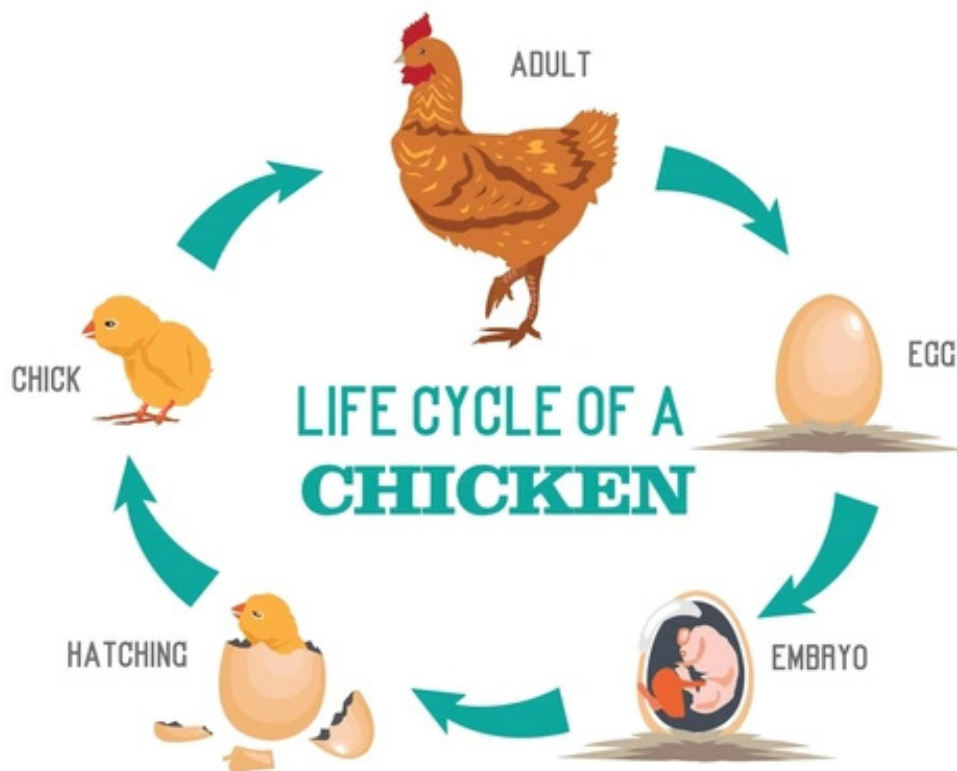 ADULT
EGG
CHICK
LIFE CYCLE OF A
CHICKEN
HATCHING
EMBRYO